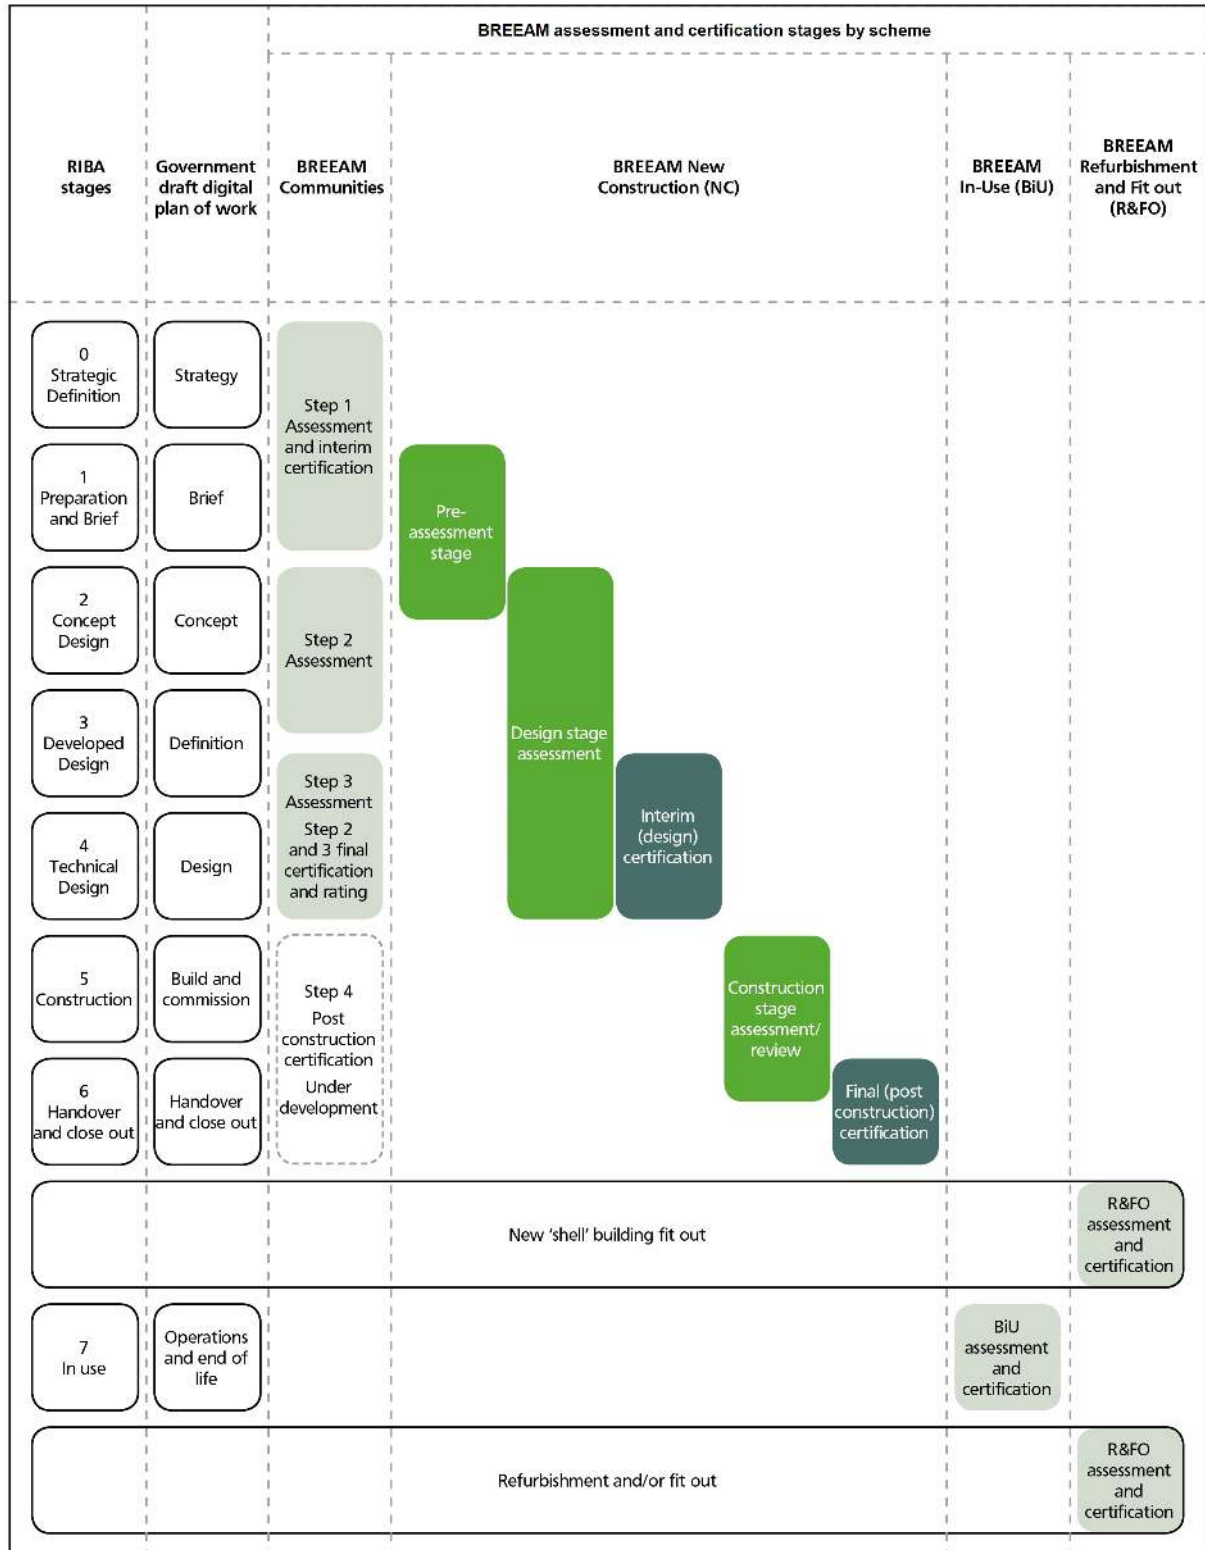 BREEAM assessment and certification stages by scheme
RIBA
stages
Government
draft digital
plan of work
BREEAM
Communities
BREEAM New
Construction (NC)
BREEAM
In-Use (BiU)
BREEAM
Refurbishment
and Fit out
(R&FO)
0
Strategic
Definition
Strategy
Step 1
Assessment
and interim
certification
1
Preparation
and Brief
Brief
Pre-
assessment
stage
2
Concept
Design
Concept
Step 2
Assessment
Design stage
assessment
3
Developed
Design
Definition
Step 3
Assessment
Step 2
and 3 final
certification
and rating
Interim
(design)
certification
4
Technical
Design
Design
5
Construction
Build and
commission
Step 4
Post
construction
certification
Under
development
Construction
stage
assessment/
review
6
Handover
and close out
Handover
and close out
Final (post
construction)
certification
New ‘shell’ building fit out
R&FO
assessment
and
certification
7
In use
Operations
and end of
life
BiU
assessment
and
certification
Refurbishment and/or fit out
R&FO
assessment
and
certification